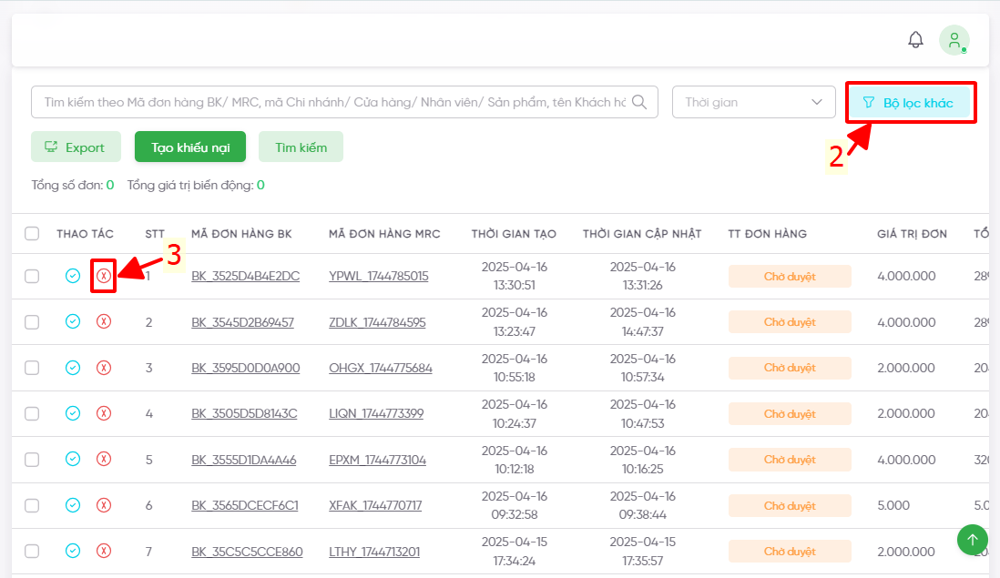 Tìm kiếm theo Mã đơn hàng BK/ MRC, mã Chi nhánh/ Cửa hàng/ Nhân viên/ Sản phẩm, tên Khách hà
Thời gian
Bộ lọc khác
2
Export
Tạo khiếu nại
Tìm kiếm
Tổng số đơn: 0 Tổng giá trị biến động: 0
THAO TÁC STT MÃ ĐƠN HÀNG BK MÃ ĐƠN HÀNG MRC THỜI GIAN TẠO THỜI GIAN CẬP NHẬT TT ĐƠN HÀNG GIÁ TRỊ ĐƠN TỔ
3
1 BK_3525D4B4E2DC YPWL_1744785015 2025-04-16 13:30:51 2025-04-16 13:31:26 Chờ duyệt 4.000.000 289
2 BK_3545D2B69457 ZDLK_1744784595 2025-04-16 13:23:47 2025-04-16 14:47:37 Chờ duyệt 4.000.000 289
3 BK_3595D0D0A900 OHGX_1744775684 2025-04-16 10:55:18 2025-04-16 10:57:34 Chờ duyệt 2.000.000 204
4 BK_3505D5D8143C LIQN_1744773399 2025-04-16 10:24:37 2025-04-16 10:47:53 Chờ duyệt 2.000.000 204
5 BK_3555D1DA4A46 EPXM_1744773104 2025-04-16 10:12:18 2025-04-16 10:16:25 Chờ duyệt 4.000.000 320
6 BK_3565DCECF6C1 XFAK_1744770717 2025-04-16 09:32:58 2025-04-16 09:38:44 Chờ duyệt 5.000 5.0
7 BK_35C5C5CCE860 LTHY_1744713201 2025-04-15 17:34:24 2025-04-15 17:35:57 Chờ duyệt 2.000.000 204